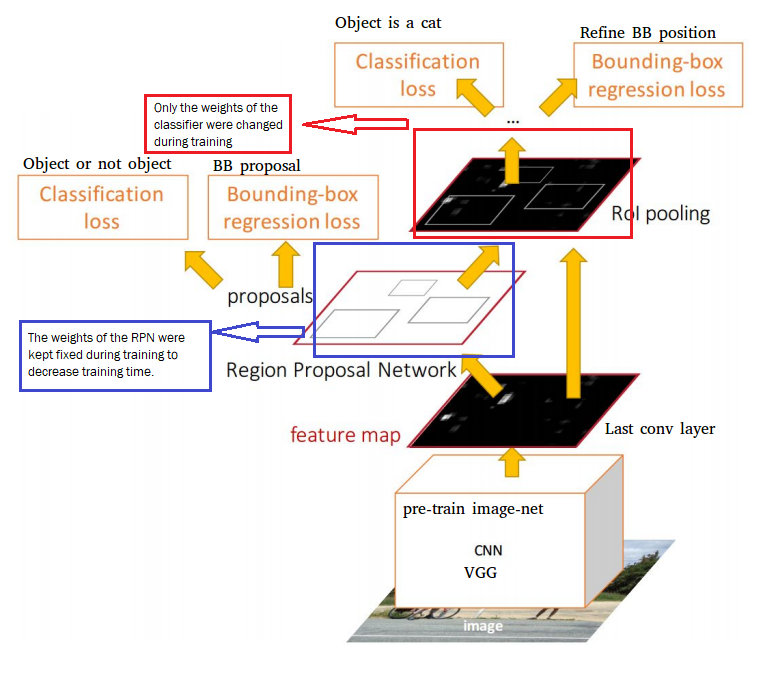 Object is a cat
Refine BB position
Classification
loss
Bounding-box
regression loss
...
Only the weights of the
classifier were changed
during training
Object or not object
BB proposal
Classification
loss
Bounding-box
regression loss
RoI pooling
proposals
The weights of the RPN were
kept fixed during training to
decrease training time.
Region Proposal Network
feature map
Last conv layer
pre-train image-net
CNN
VGG
image